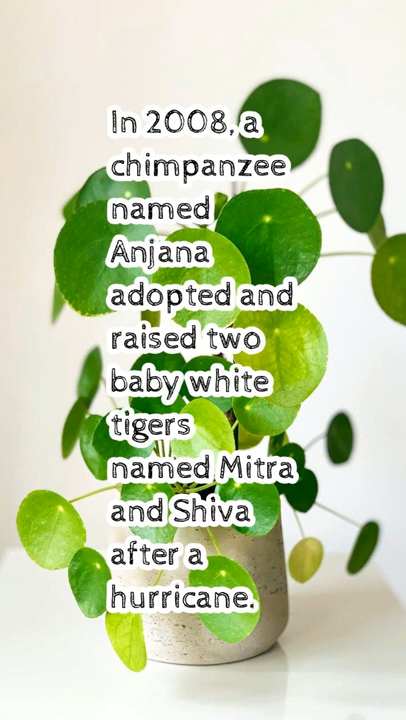 In 2008, a
chimpanzee
named
Anjana
adopted and
raised two
baby white
tigers
named Mitra
and Shiva
after a
hurricane.